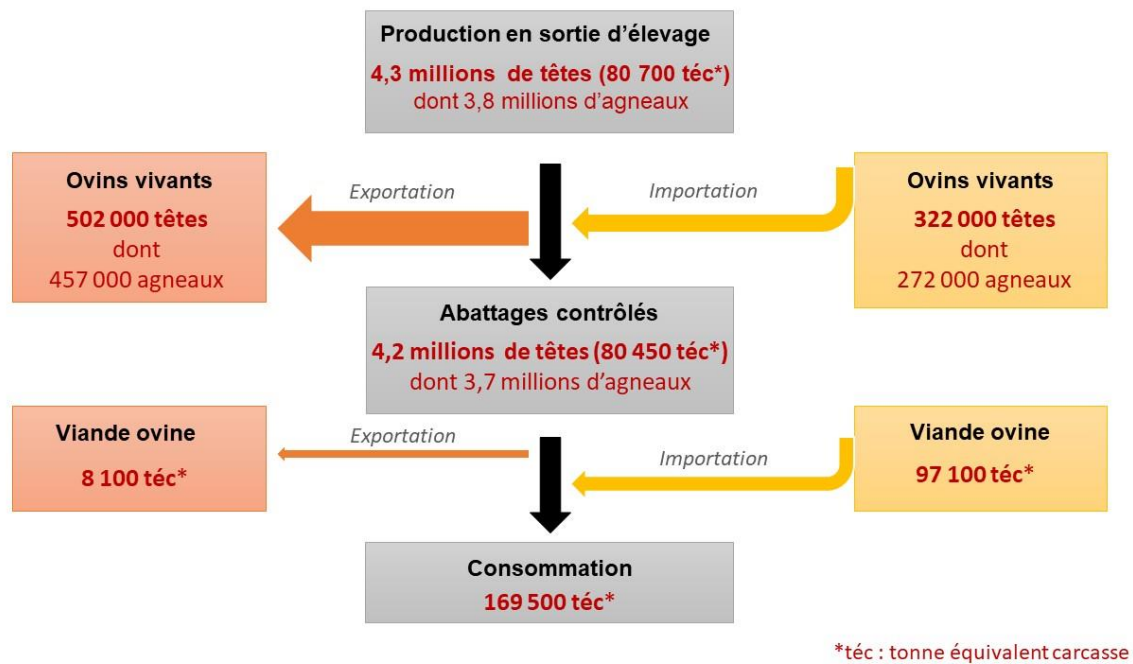 Production en sortie d’élevage
4,3 millions de têtes (80 700 téc*)
dont 3,8 millions d’agneaux
Ovins vivants
502 000 têtes
dont
457 000 agneaux
Exportation
Importation
Ovins vivants
322 000 têtes
dont
272 000 agneaux
Abattages contrôlés
4,2 millions de têtes (80 450 téc*)
dont 3,7 millions d’agneaux
Viande ovine
8 100 téc*
Exportation
Importation
Viande ovine
97 100 téc*
Consommation
169 500 téc*
*téc : tonne équivalent carcasse